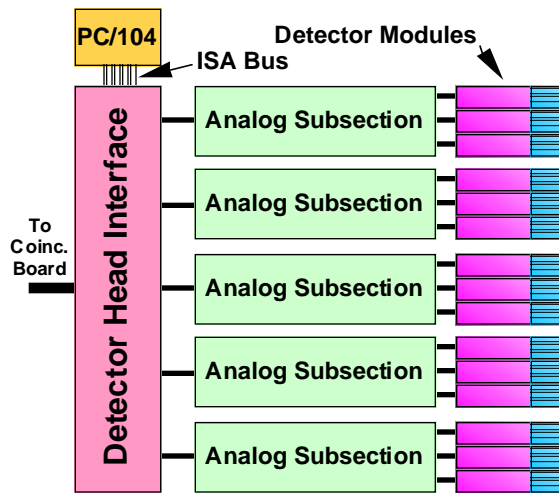 PC/104
Detector Modules
ISA Bus
Detector Head Interface
To
Coinc.
Board
Analog Subsection
Analog Subsection
Analog Subsection
Analog Subsection
Analog Subsection